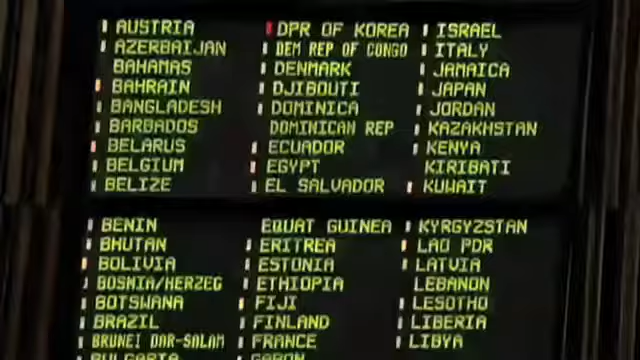 AUSTRIA
AZERBAIJAN
BAHAMAS
BAHRAIN
BANGLADESH
BARBADOS
BELARUS
BELGIUM
BELIZE
BENIN
BHUTAN
BOLIVIA
BOSNIA/HERZEG
BOTSWANA
BRAZIL
BRUNEI DAR-SALAM
BULGARIA
DPR OF KOREA
DEM REP OF CONGO
DENMARK
DJIBOUTI
DOMINICA
DOMINICAN REP
ECUADOR
EGYPT
EL SALVADOR
EQUAT GUINEA
ERITREA
ESTONIA
ETHIOPIA
FIJI
FINLAND
FRANCE
GABON
ISRAEL
ITALY
JAMAICA
JAPAN
JORDAN
KAZAKHSTAN
KENYA
KIRIBATI
KUWAIT
KYRGYZSTAN
LAO PDR
LATVIA
LEBANON
LESOTHO
LIBERIA
LIBYA